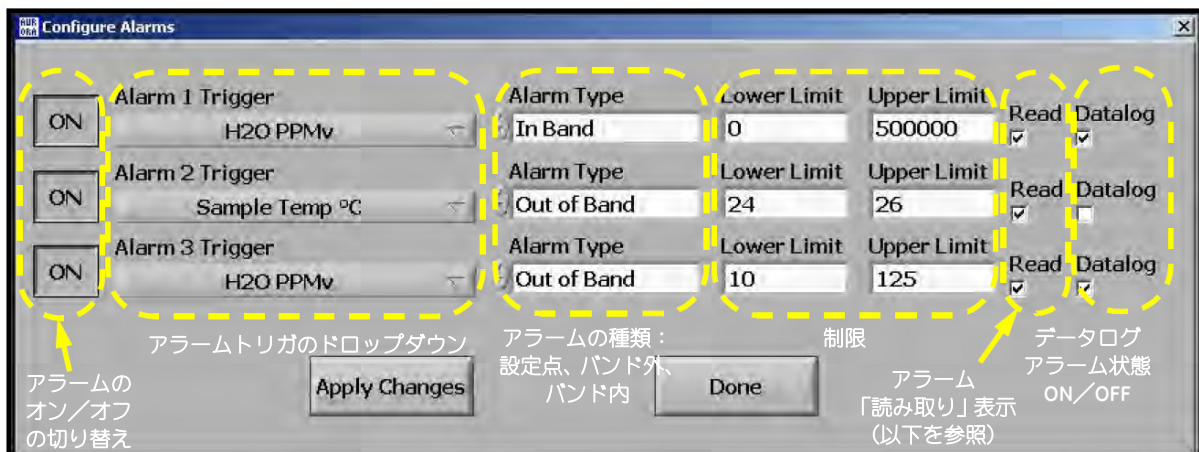 AUR
ORA
Configure Alarms
ON
Alarm 1 Trigger
H2O PPMv
Alarm Type
In Band
Lower Limit
0
Upper Limit
500000
Read
Datalog
ON
Alarm 2 Trigger
Sample Temp ºC
Alarm Type
Out of Band
Lower Limit
24
Upper Limit
26
Read
Datalog
ON
Alarm 3 Trigger
H2O PPMv
Alarm Type
Out of Band
Lower Limit
10
Upper Limit
125
Read
Datalog
アラームの
オン/オフ
の切り替え
アラームトリガのドロップダウン
アラームの種類：
設定点、バンド外、
バンド内
制限
アラーム
「読み取り」表示
（以下を参照）
データログ
アラーム状態
ON／OFF
Apply Changes
Done